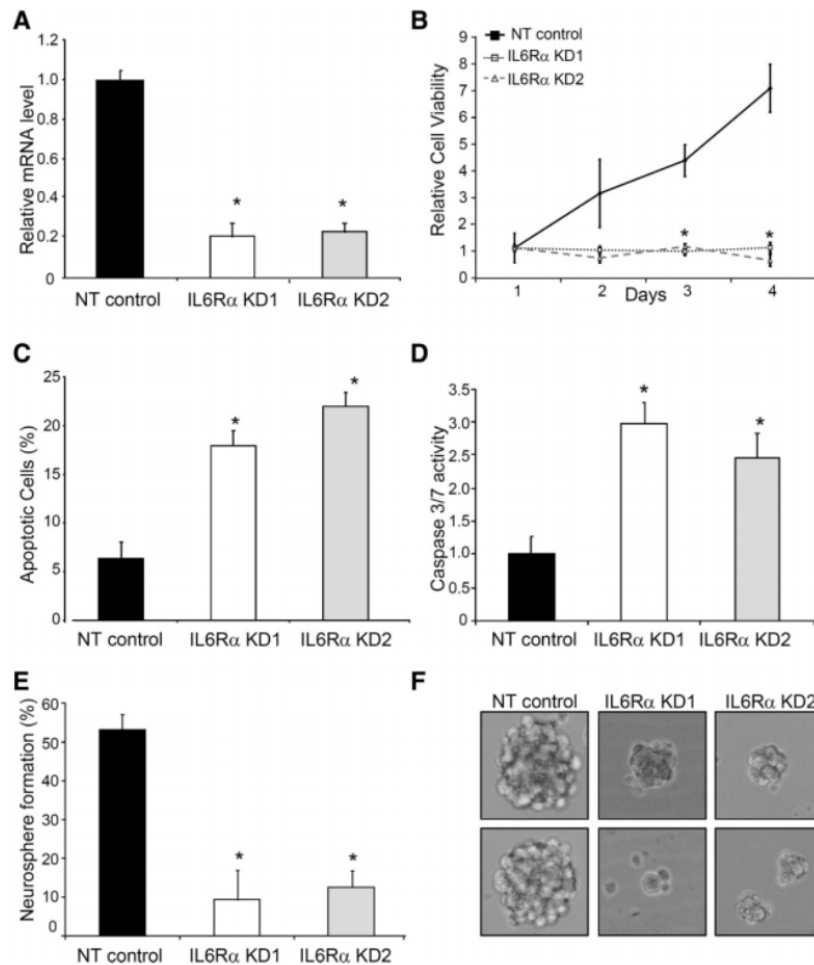 A
Relative mRNA level
1.2
1.0
0.8
0.6
0.4
0.2
0
*
*
NT control
IL6Rα KD1
IL6Rα KD2
B
NT control
IL6Rα KD1
IL6Rα KD2
Relative Cell Viability
9
8
7
6
5
4
3
2
1
0
*
*
1
2
3
4
Days
C
Apoptotic Cells (%)
25
20
15
10
5
0
*
*
NT control
IL6Rα KD1
IL6Rα KD2
D
Caspase 3/7 activity
3.5
3.0
2.5
2.0
1.5
1.0
0.5
0
*
*
NT control
IL6Rα KD1
IL6Rα KD2
E
Neurosphere formation (%)
60
50
40
30
20
10
0
*
*
NT control
IL6Rα KD1
IL6Rα KD2
F
NT control
IL6Rα KD1
IL6Rα KD2